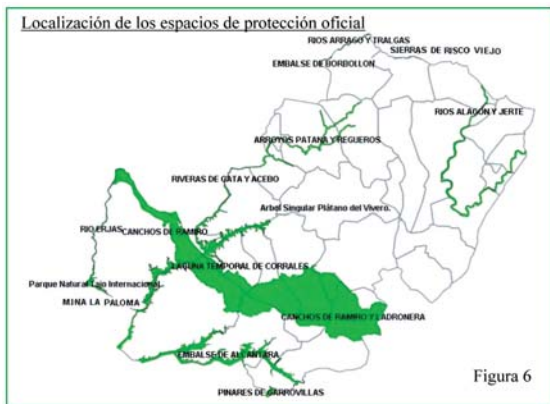 Localización de los espacios de protección oficial
RIOS ARRAGO Y TRALGAS
SIERRAS DE RISCO VIEJO
EMBALSE DE BORBOLLON
RIOS ALAGON Y JERTE
ARROYOS PATANA Y REGUEROS
RIVERAS DE GATA Y ACEBO
Arbol Singular Plátano del Vivero.
RIO ERJAS
CANCHOS DE RAMIRO
LAGUNA TEMPORAL DE CORRALES
Parque Natural Tajo Internacional.
MINA LA PALOMA
CANCHOS DE RAMIRO Y LADRONERA
EMBALSE DE ALCANTARA
Figura 6
PINARES DE GARROVILLAS